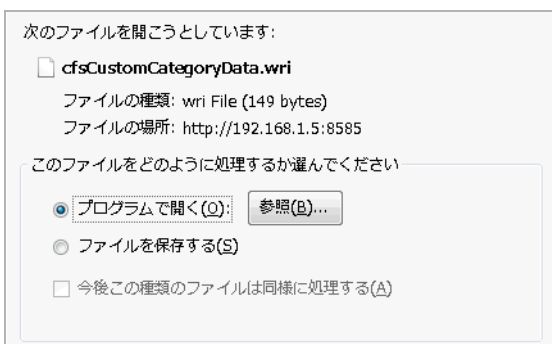 次のファイルを開こうとしています:
cfsCustomCategoryData.wri
ファイルの種類: wri File (149 bytes)
ファイルの場所: http://192.168.1.5:8585
このファイルをどのように処理するか選んでください
プログラムで開く(O): 参照(B)...
ファイルを保存する(S)
今後この種類のファイルは同様に処理する(A)